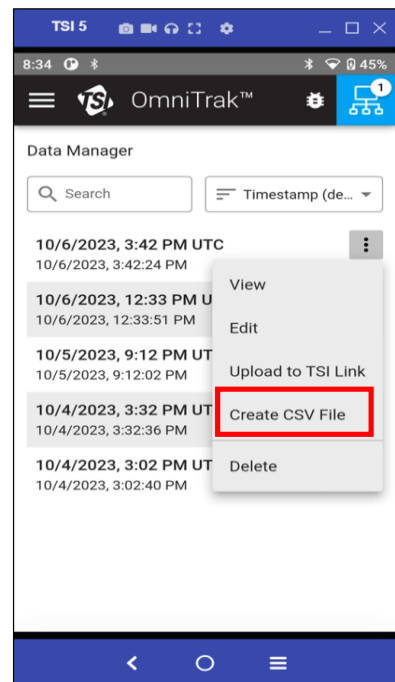 TSI 5
8:34 45%
TSI OmniTrak™ 1
Data Manager
Search Timestamp (de...
10/6/2023, 3:42 PM UTC
10/6/2023, 3:42:24 PM
View
10/6/2023, 12:33 PM U
10/6/2023, 12:33:51 PM
Edit
10/5/2023, 9:12 PM UT
10/5/2023, 9:12:02 PM
Upload to TSI Link
10/4/2023, 3:32 PM UT
10/4/2023, 3:32:36 PM
Create CSV File
10/4/2023, 3:02 PM UT
10/4/2023, 3:02:40 PM
Delete